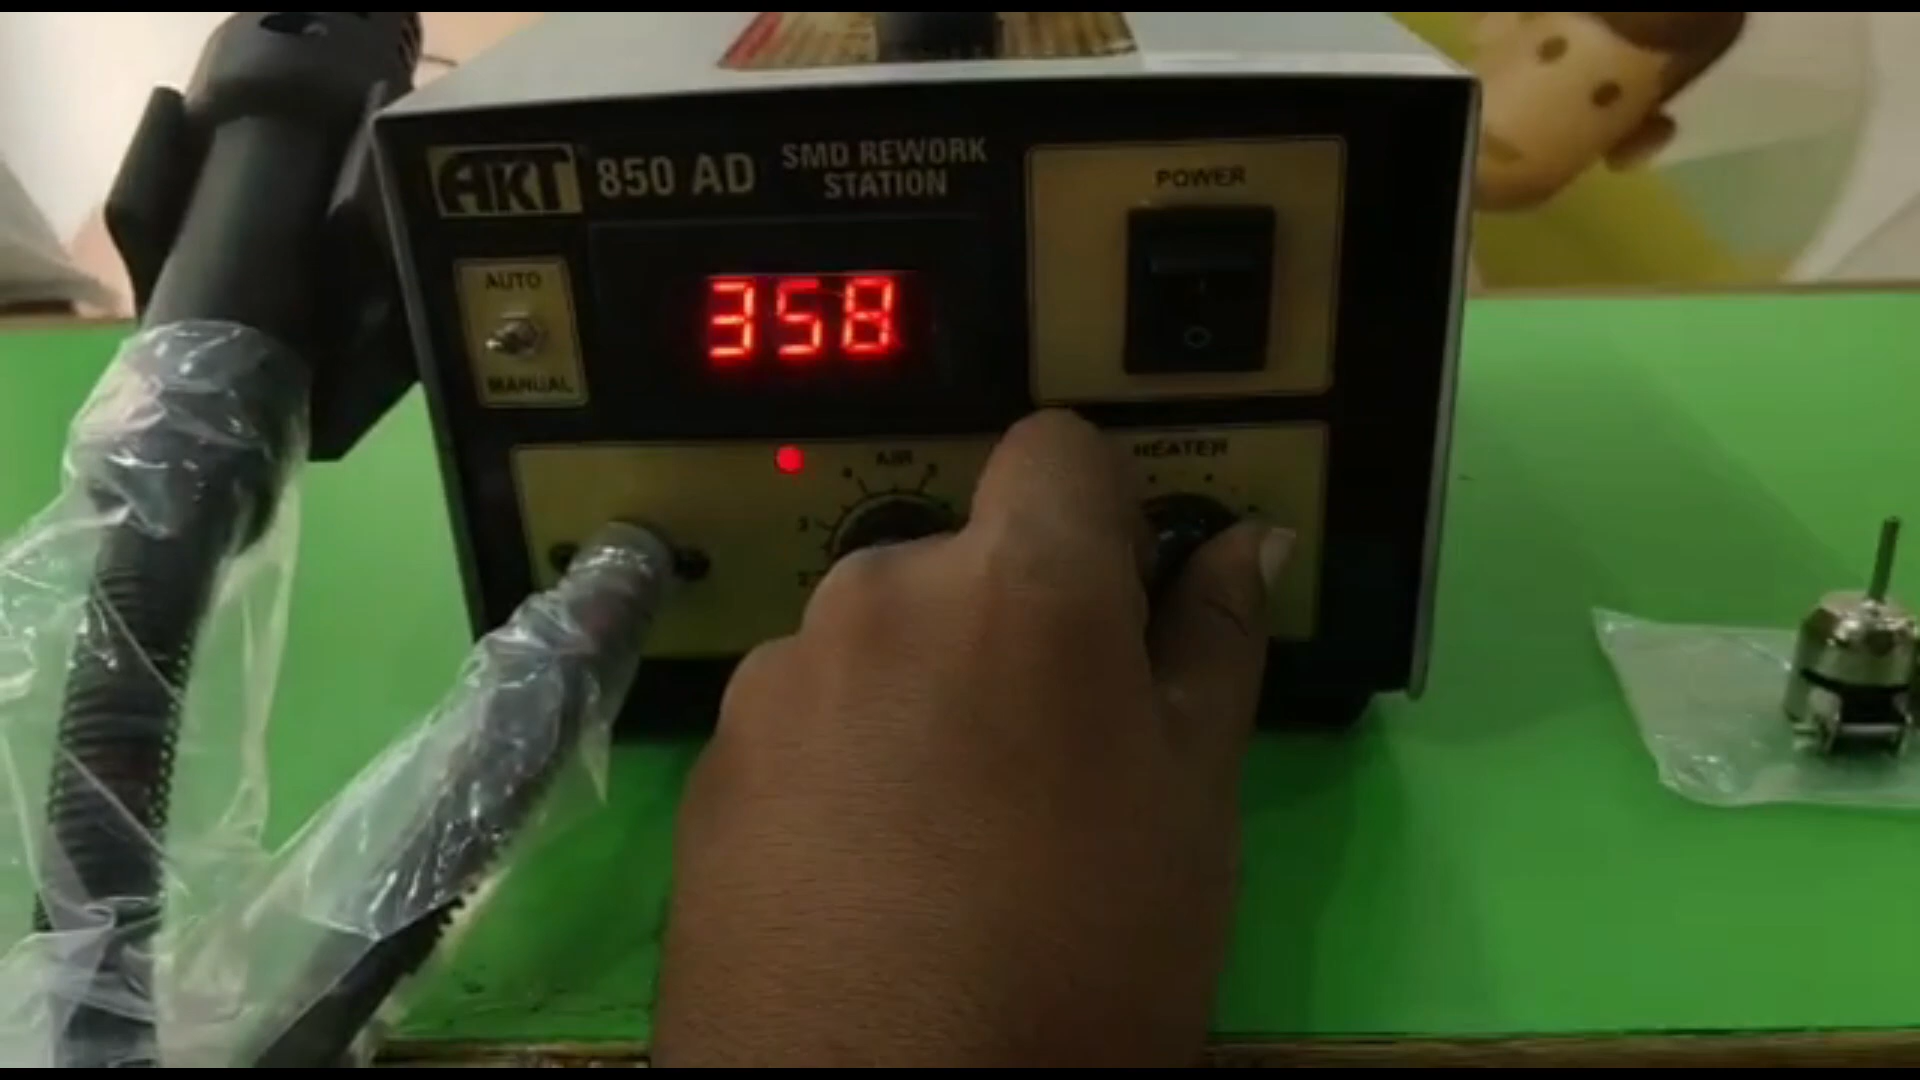 AKT 850 AD SMD REWORK
STATION
POWER
AUTO
358
MANUAL
AIR
HEATER